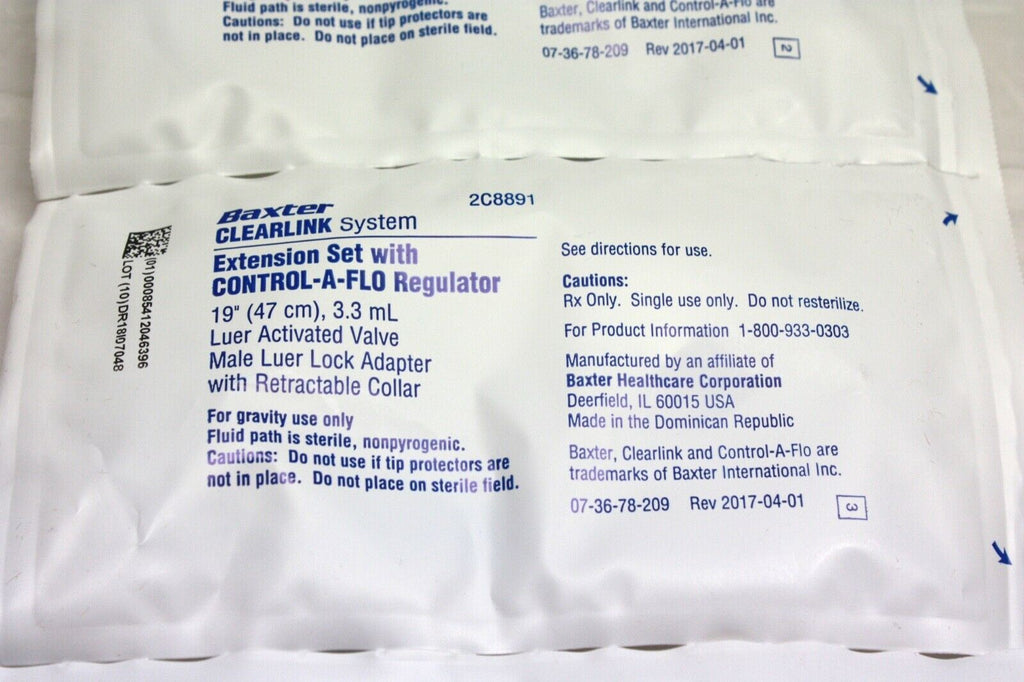 Fluid path is sterile, nonpyrogenic.
Cautions: Do not use if tip protectors are
not in place. Do not place on sterile field.
Baxter, Clearlink and Control-A-Flo are
trademarks of Baxter International Inc.
07-36-78-209 Rev 2017-04-01
2
(01)00085412046396
LOT (10)DR18I07048
Baxter
CLEARLINK System
2C8891
Extension Set with
CONTROL-A-FLO Regulator
19" (47 cm), 3.3 mL
Luer Activated Valve
Male Luer Lock Adapter
with Retractable Collar
For gravity use only
Fluid path is sterile, nonpyrogenic.
Cautions: Do not use if tip protectors are
not in place. Do not place on sterile field.
See directions for use.
Cautions:
Rx Only. Single use only. Do not resterilize.
For Product Information 1-800-933-0303
Manufactured by an affiliate of
Baxter Healthcare Corporation
Deerfield, IL 60015 USA
Made in the Dominican Republic
Baxter, Clearlink and Control-A-Flo are
trademarks of Baxter International Inc.
07-36-78-209 Rev 2017-04-01
3